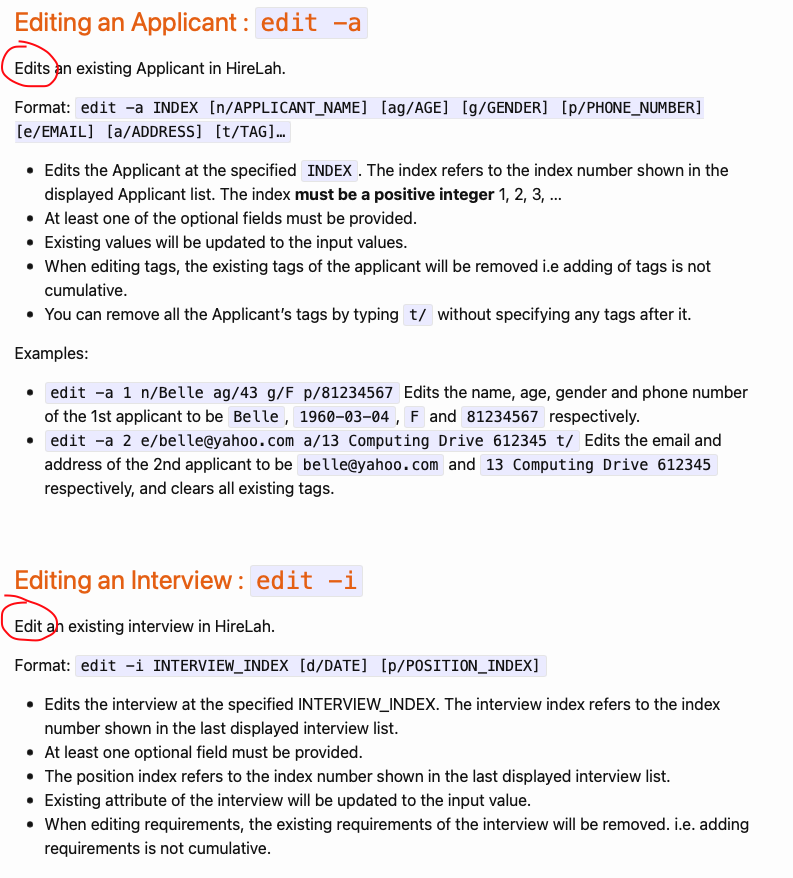 Editing an Applicant : edit -a
Edits an existing Applicant in HireLah.
Format: edit -a INDEX [n/APPLICANT_NAME] [ag/AGE] [g/GENDER] [p/PHONE_NUMBER]
[e/EMAIL] [a/ADDRESS] [t/TAG]…
• Edits the Applicant at the specified INDEX . The index refers to the index number shown in the
displayed Applicant list. The index must be a positive integer 1, 2, 3, …
• At least one of the optional fields must be provided.
• Existing values will be updated to the input values.
• When editing tags, the existing tags of the applicant will be removed i.e adding of tags is not
cumulative.
• You can remove all the Applicant’s tags by typing t/ without specifying any tags after it.
Examples:
• edit -a 1 n/Belle ag/43 g/F p/81234567 Edits the name, age, gender and phone number
of the 1st applicant to be Belle , 1960-03-04 , F and 81234567 respectively.
• edit -a 2 e/belle@yahoo.com a/13 Computing Drive 612345 t/ Edits the email and
address of the 2nd applicant to be belle@yahoo.com and 13 Computing Drive 612345
respectively, and clears all existing tags.
Editing an Interview : edit -i
Edit an existing interview in HireLah.
Format: edit -i INTERVIEW_INDEX [d/DATE] [p/POSITION_INDEX]
• Edits the interview at the specified INTERVIEW_INDEX. The interview index refers to the index
number shown in the last displayed interview list.
• At least one optional field must be provided.
• The position index refers to the index number shown in the last displayed interview list.
• Existing attribute of the interview will be updated to the input value.
• When editing requirements, the existing requirements of the interview will be removed. i.e. adding
requirements is not cumulative.